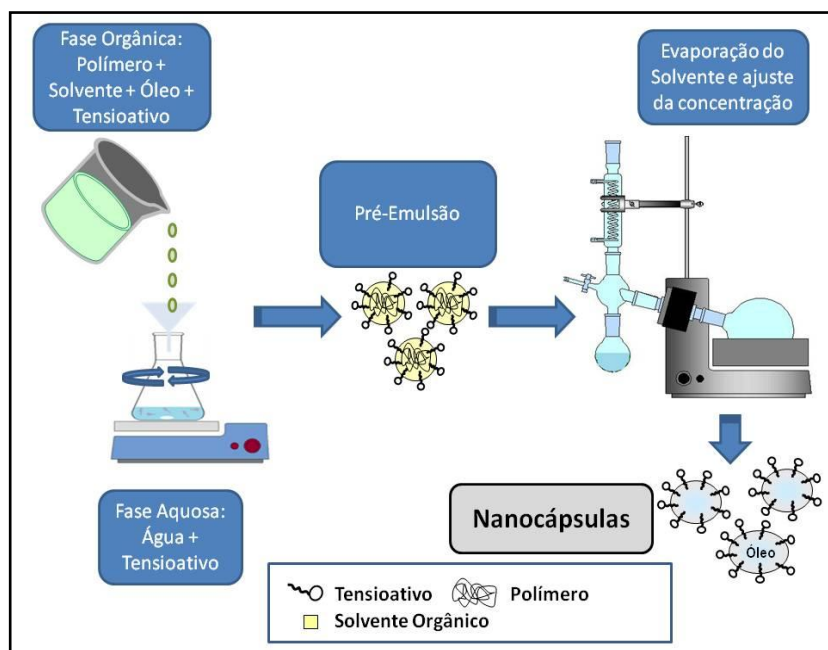 Fase Orgânica:
Polímero +
Solvente + Óleo +
Tensioativo
Evaporação do
Solvente e ajuste
da concentração
Pré-Emulsão
Fase Aquosa:
Água +
Tensioativo
Nanocápsulas
Óleo
Tensioativo
Polímero
Solvente Orgânico